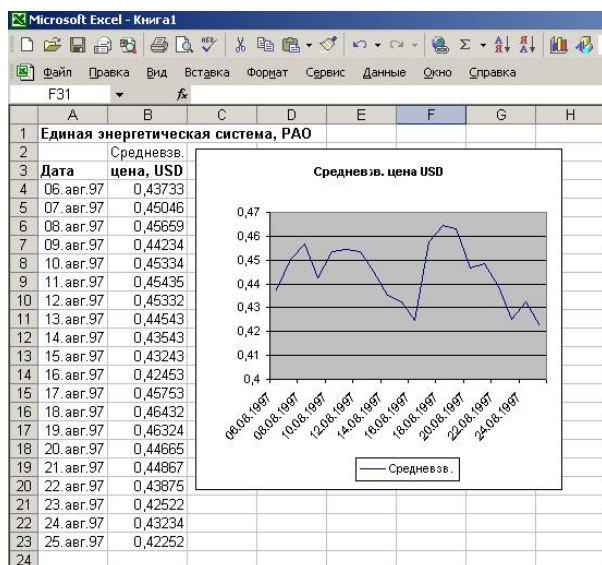 Microsoft Excel - Книга1
Файл Правка Вид Вставка Формат Сервис Данные Окно Справка
F31 fx
A B C D E F G H
1 Единая энергетическая система, РАО
2 Средневзв.
3 Дата цена, USD
4 06.авг.97 0,43733
5 07.авг.97 0,45046
6 08.авг.97 0,45659
7 09.авг.97 0,44234
8 10.авг.97 0,45334
9 11.авг.97 0,45435
10 12.авг.97 0,45332
11 13.авг.97 0,44543
12 14.авг.97 0,43543
13 15.авг.97 0,43243
14 16.авг.97 0,42453
15 17.авг.97 0,45753
16 18.авг.97 0,46432
17 19.авг.97 0,46324
18 20.авг.97 0,44665
19 21.авг.97 0,44867
20 22.авг.97 0,43875
21 23.авг.97 0,42522
22 24.авг.97 0,43234
23 25.авг.97 0,42252
24
Средневзв. цена USD
0,47
0,46
0,45
0,44
0,43
0,42
0,41
0,4
06.08.1997 08.08.1997 10.08.1997 12.08.1997 14.08.1997 16.08.1997 18.08.1997 20.08.1997 22.08.1997 24.08.1997
Средневзв.